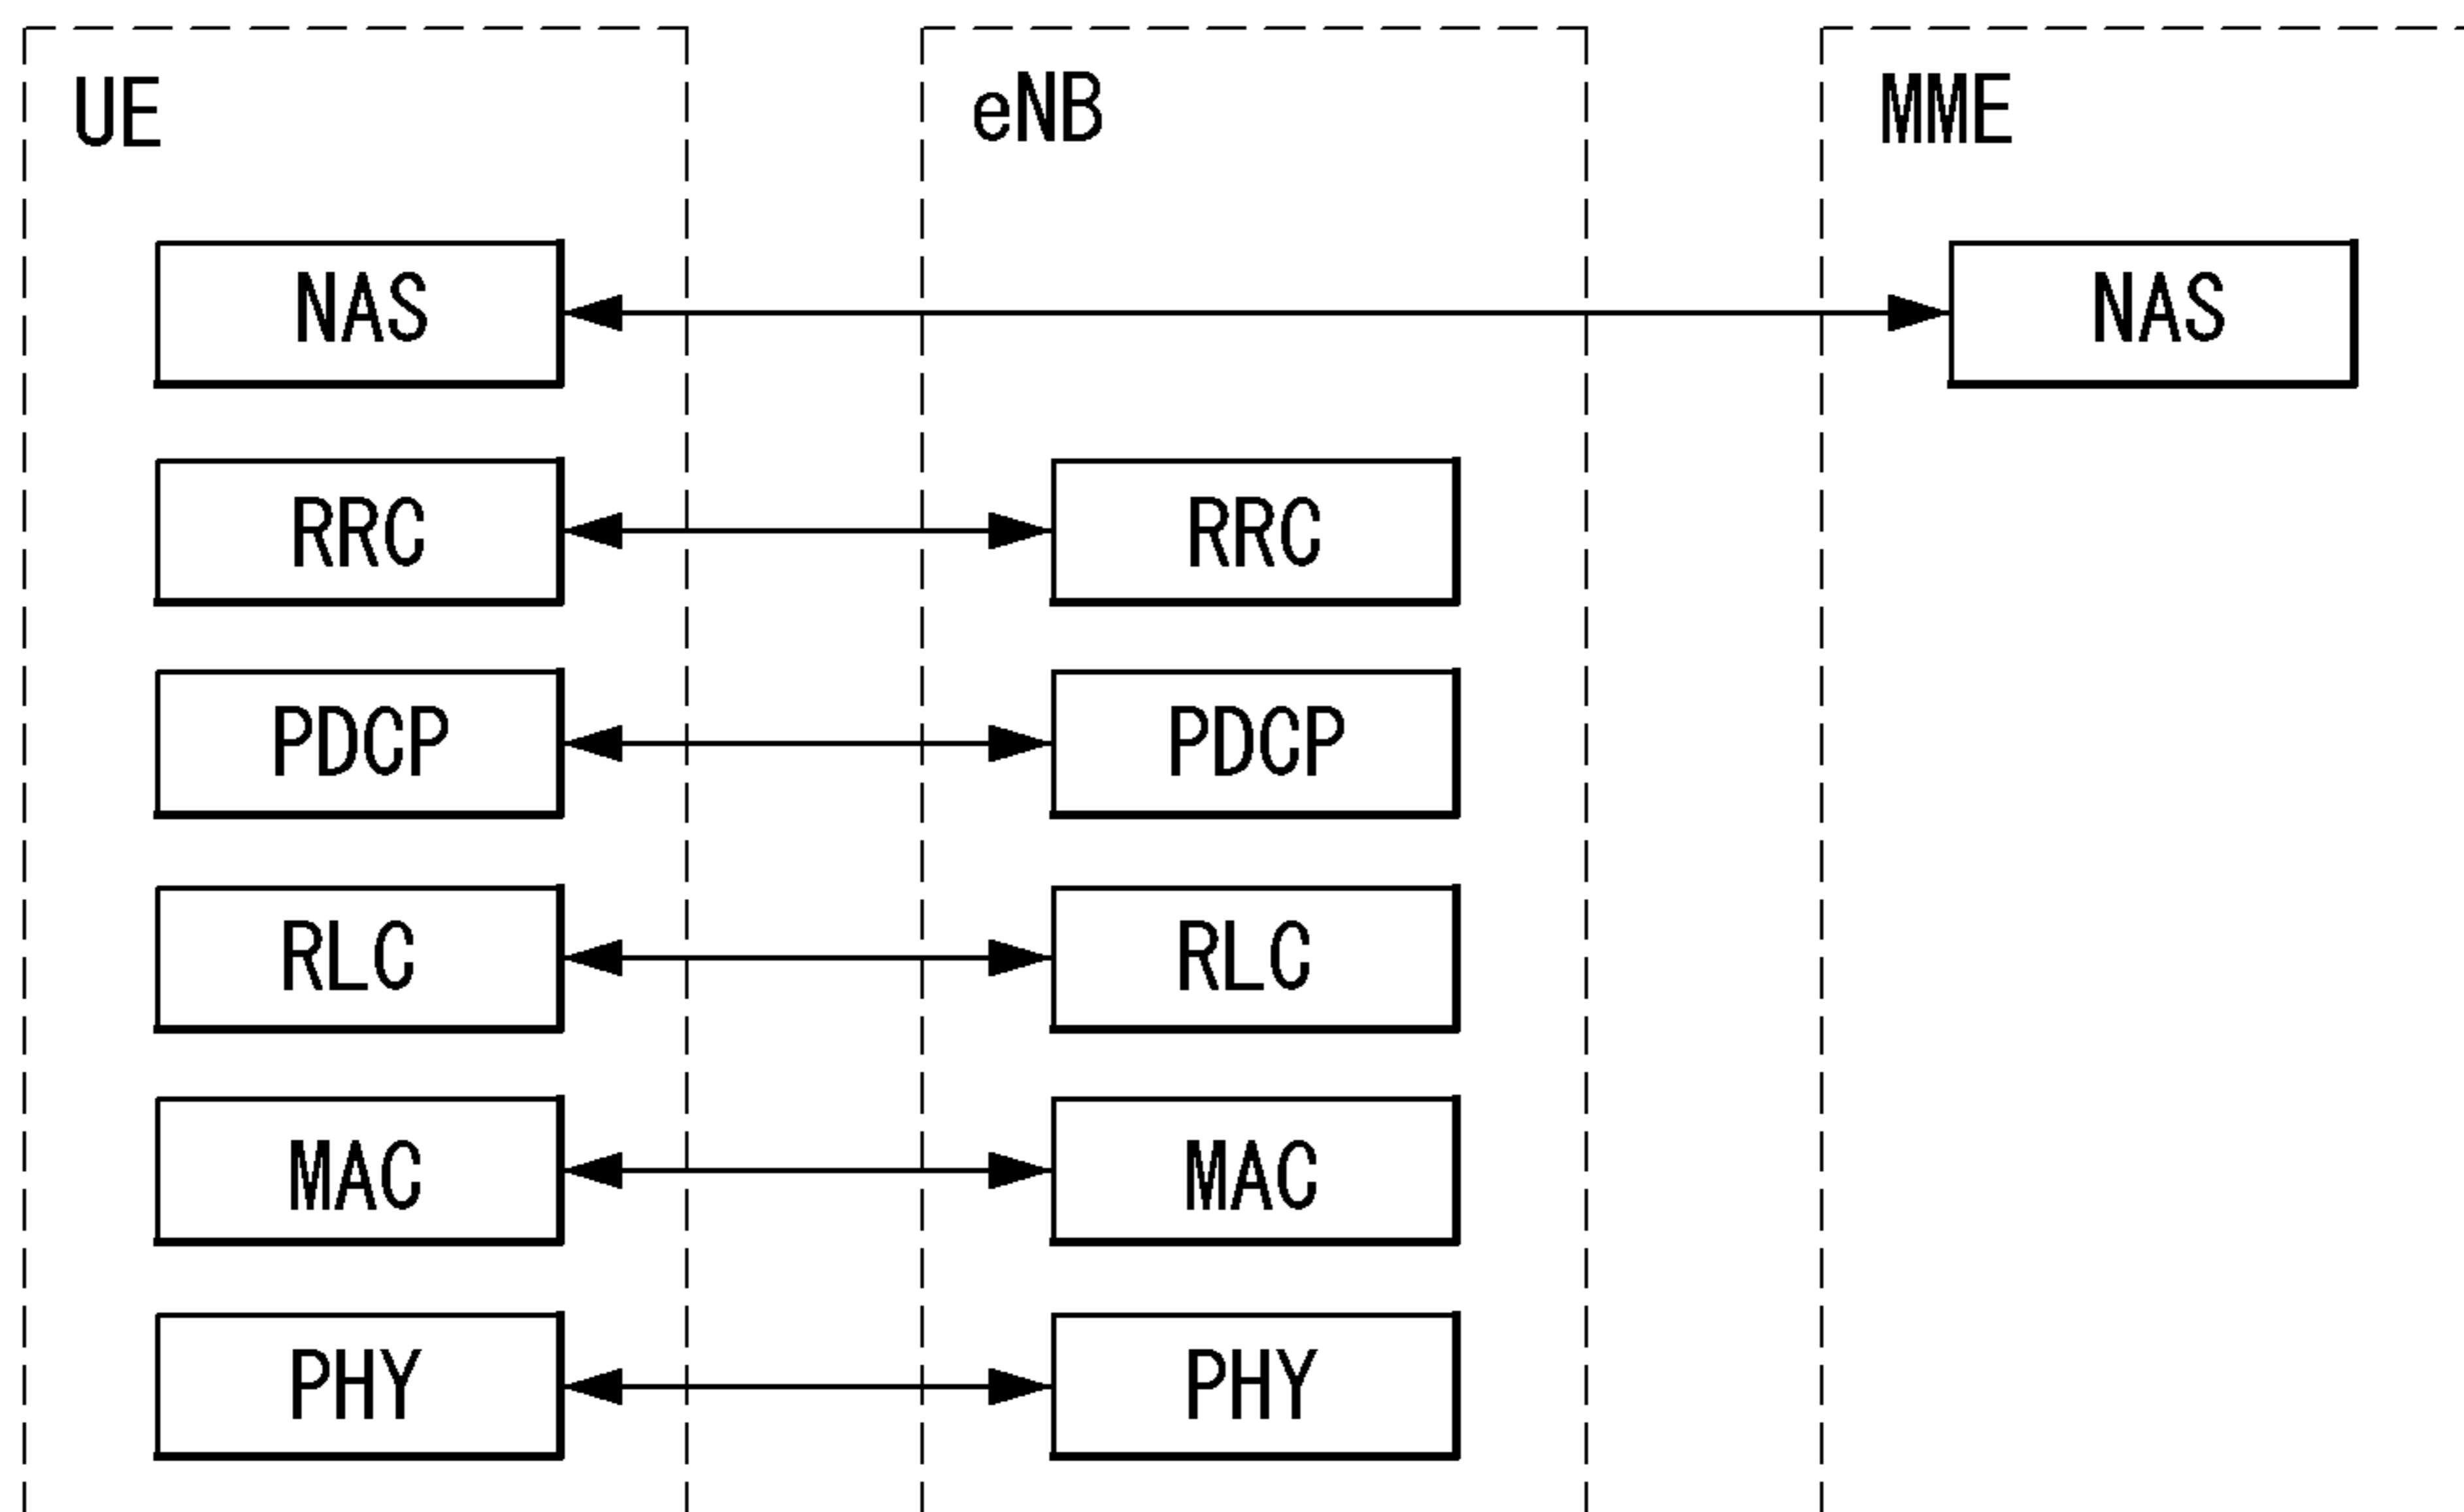 UE
eNB
MME
NAS
NAS
RRC
RRC
PDCP
PDCP
RLC
RLC
MAC
MAC
PHY
PHY